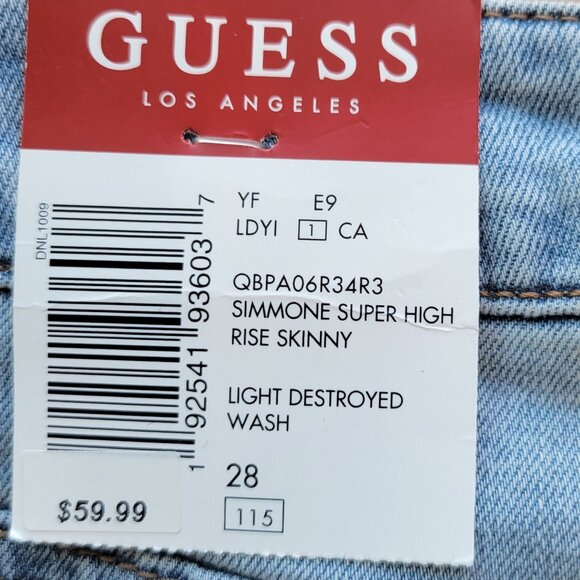 GUESS
LOS ANGELES
DNL1009
1 92541 93603 7
YF E9
LDYI 1 CA
QBPA06R34R3
SIMMONE SUPER HIGH
RISE SKINNY
LIGHT DESTROYED
WASH
28
115
$59.99